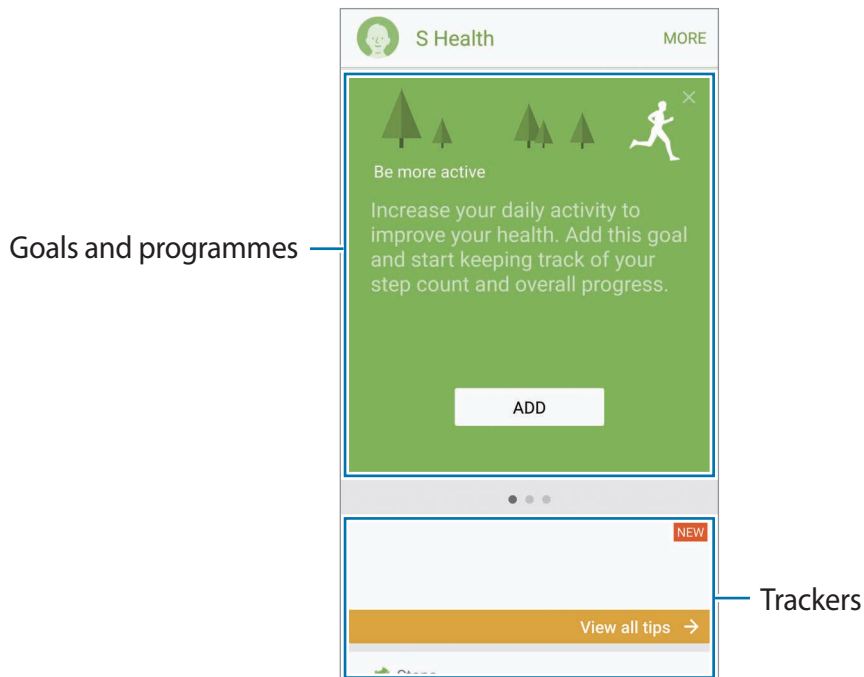 S Health
MORE
Be more active
Increase your daily activity to
improve your health. Add this goal
and start keeping track of your
step count and overall progress.
Goals and programmes
ADD
NEW
Trackers
View all tips